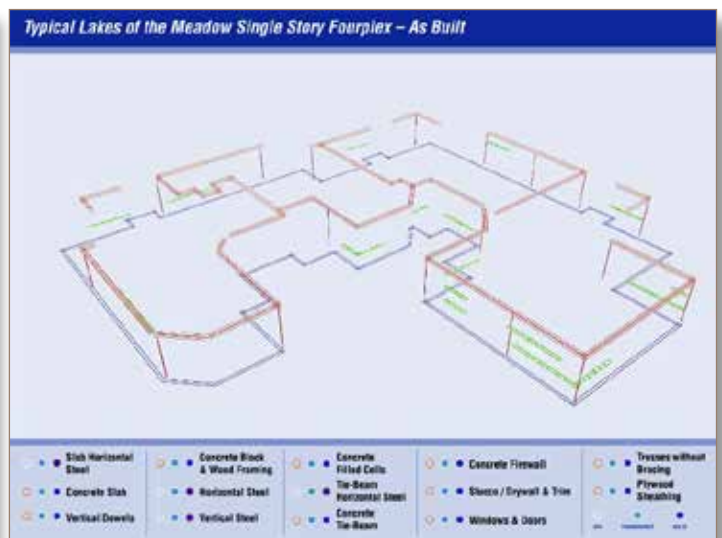 Typical Lakes of the Meadow Single Story Fourplex – As Built
Slab Horizontal
Steel
Concrete Slab
Vertical Dowels
Concrete Block
& Wood Framing
Horizontal Steel
Vertical Steel
Concrete
Filled Cells
Tie-Beam
Horizontal Steel
Concrete
Tie-Beam
Concrete Firewall
Stucco / Drywall & Trim
Windows & Doors
Trusses without
Bracing
Plywood
Sheathing